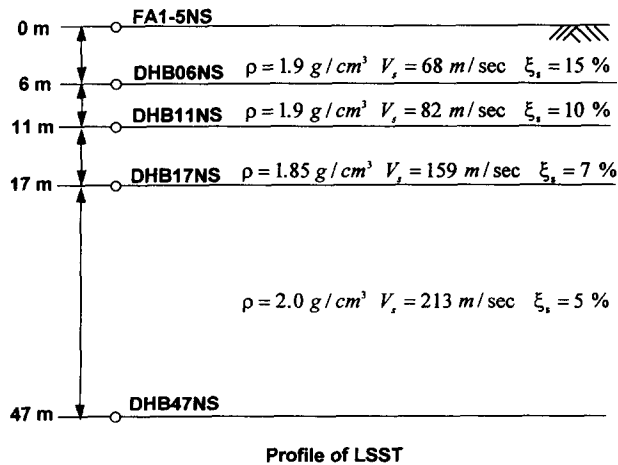 0 m FA1-5NS
6 m DHB06NS ρ = 1.9 g / cm³ Vₛ = 68 m / sec ξₛ = 15 %
11 m DHB11NS ρ = 1.9 g / cm³ Vₛ = 82 m / sec ξₛ = 10 %
17 m DHB17NS ρ = 1.85 g / cm³ Vₛ = 159 m / sec ξₛ = 7 %
ρ = 2.0 g / cm³ Vₛ = 213 m / sec ξₛ = 5 %
47 m DHB47NS
Profile of LSST